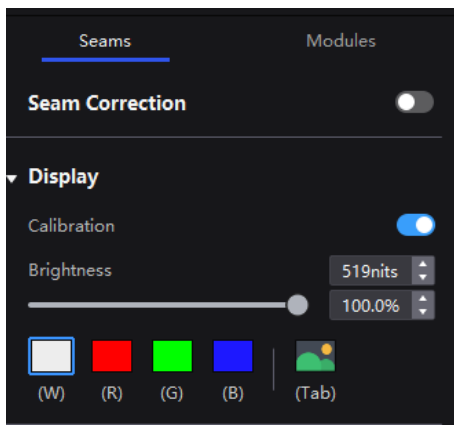 Seams Modules
Seam Correction
Display
Calibration
Brightness 519nits
100.0%
(W) (R) (G) (B) (Tab)